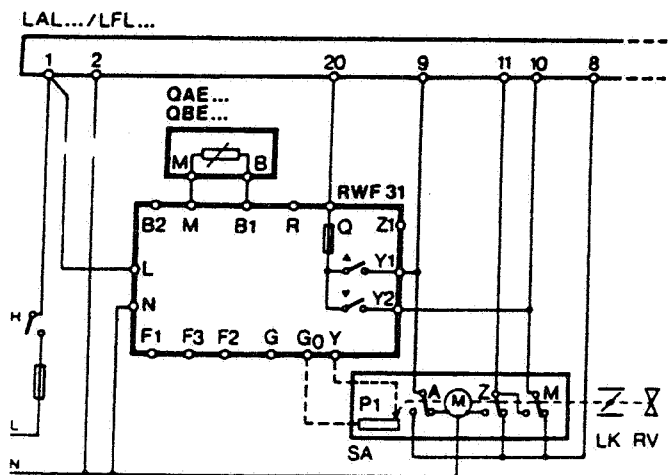 LAL.../LFL...
1 2 20 9 11 10 8
QAE...
QBE...
M B
RWF 31
B2 M B1 R Q Z1
L
Y1
N
Y2
H
F1 F3 F2 G G0 Y
P1 A M Z M
L
SA LK RV
N